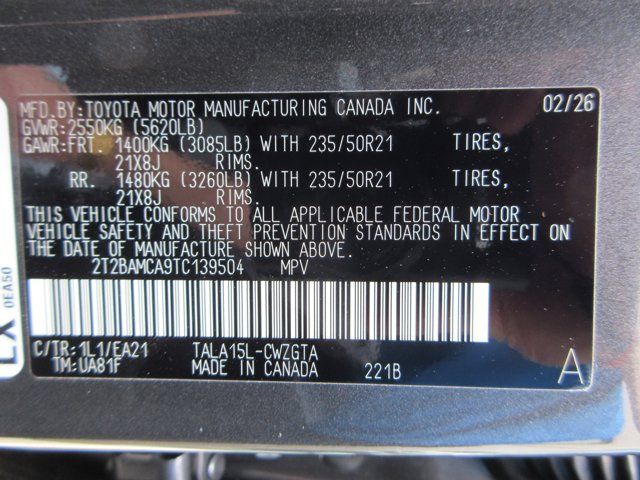 MFD.BY:TOYOTA MOTOR MANUFACTURING CANADA INC. 02/26
GVWR:2550KG (5620LB)
GAWR:FRT. 1400KG (3085LB) WITH 235/50R21 TIRES,
21X8J RIMS.
RR. 1480KG (3260LB) WITH 235/50R21 TIRES,
21X8J RIMS.
THIS VEHICLE CONFORMS TO ALL APPLICABLE FEDERAL MOTOR
VEHICLE SAFETY AND THEFT PREVENTION STANDARDS IN EFFECT ON
THE DATE OF MANUFACTURE SHOWN ABOVE.
2T2BAMCA9TC139504 MPV
C/TR:1L1/EA21 TALA15L-CWZGTA
TM:UA81F MADE IN CANADA 221B A
LX
0EA50